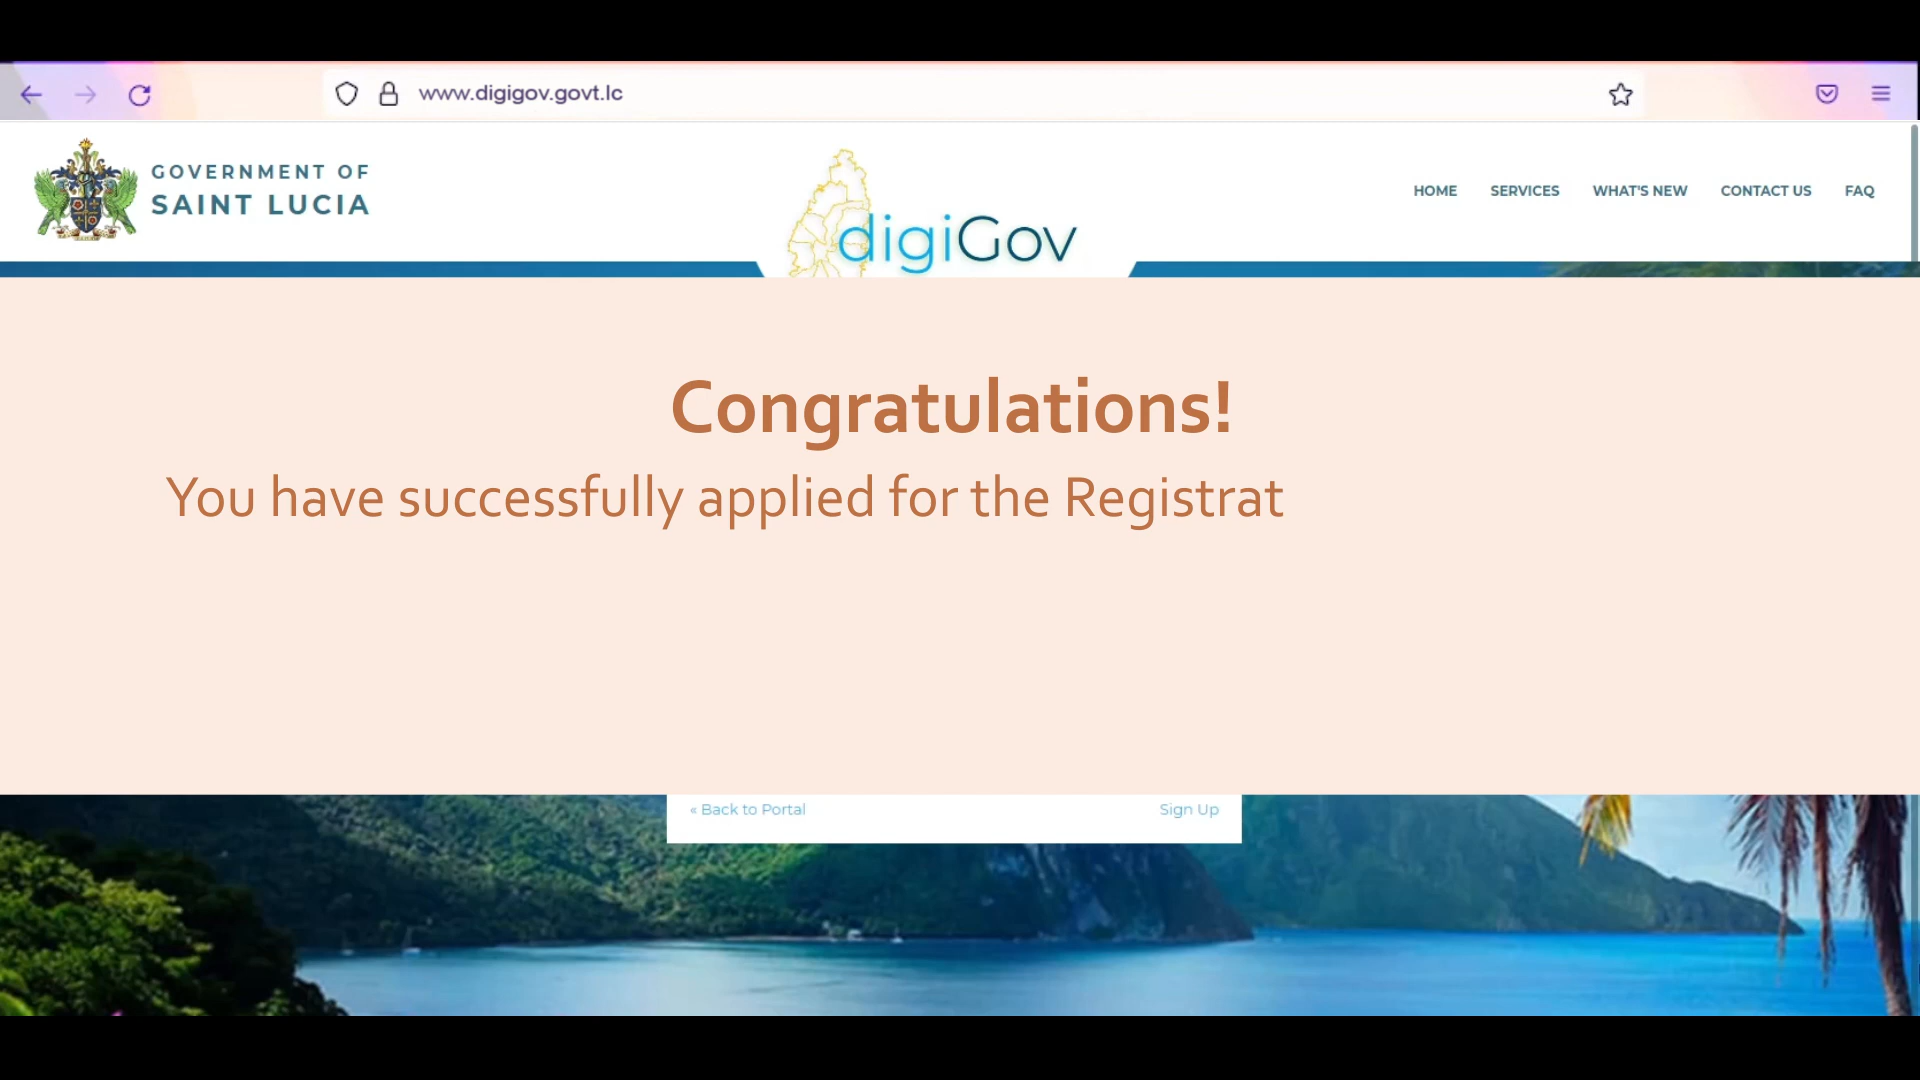 www.digigov.govt.lc
GOVERNMENT OF
SAINT LUCIA
digiGov
HOME SERVICES WHAT'S NEW CONTACT US FAQ
Congratulations!
You have successfully applied for the Registrat
« Back to Portal Sign Up